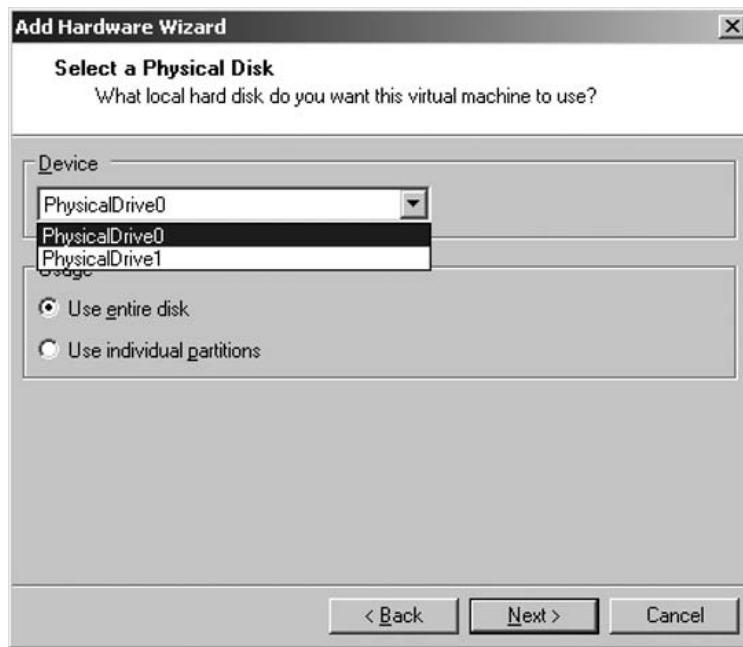 Add Hardware Wizard
Select a Physical Disk
What local hard disk do you want this virtual machine to use?
Device
PhysicalDrive0
PhysicalDrive0
PhysicalDrive1
Usage
Use entire disk
Use individual partitions
< Back
Next >
Cancel